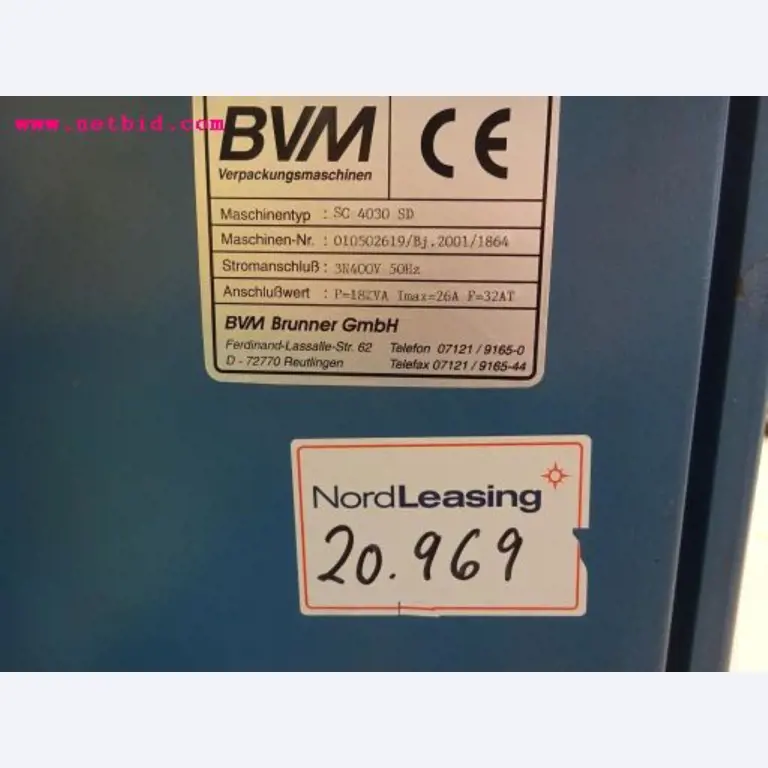 www.netbid.com
BVM
Verpackungsmaschinen
CE
Maschinentyp : SC 4030 SD
Maschinen-Nr. : 010502619/Bj.2001/1864
Stromanschluß : 3N400V 50Hz
Anschlußwert : P=18KVA Imax=26A F=32AT
BVM Brunner GmbH
Ferdinand-Lassalle-Str. 62 Telefon 07121 / 9165-0
D - 72770 Reutlingen Telefax 07121 / 9165-44
NordLeasing
20.969